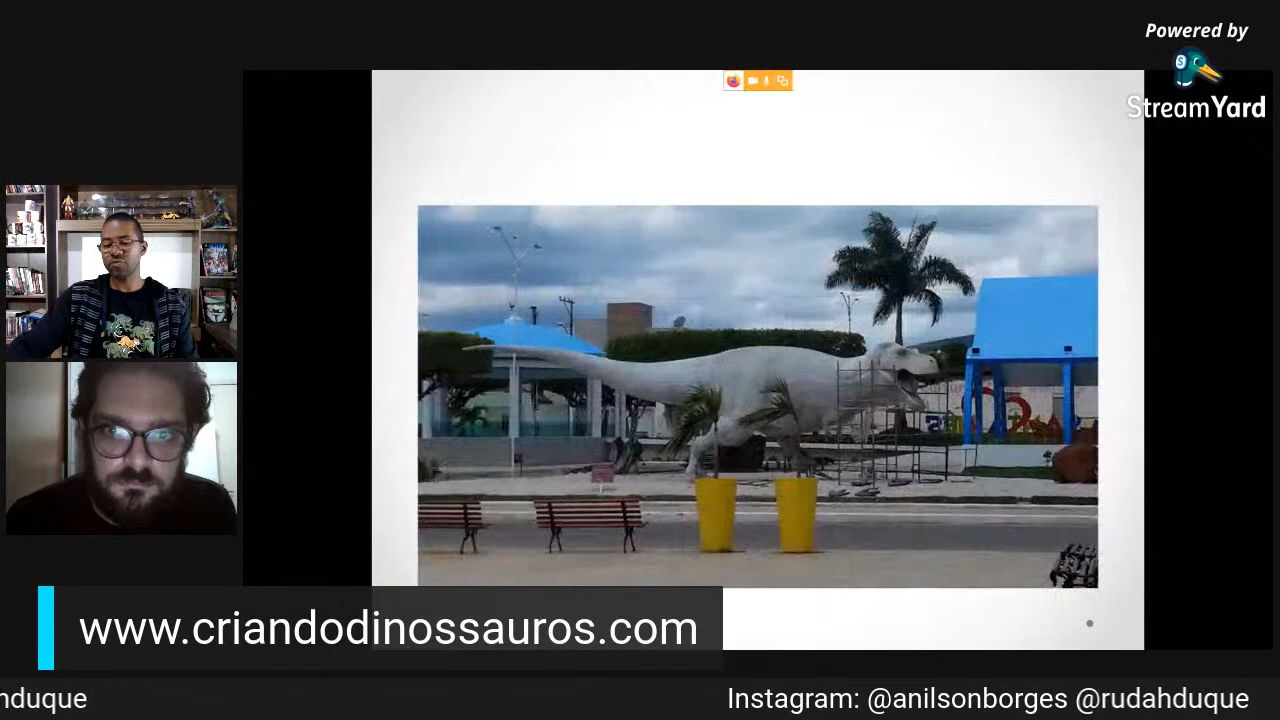 Powered by
StreamYard
www.criandodinossauros.com
nduque
Instagram: @anilsonborges @rudahduque